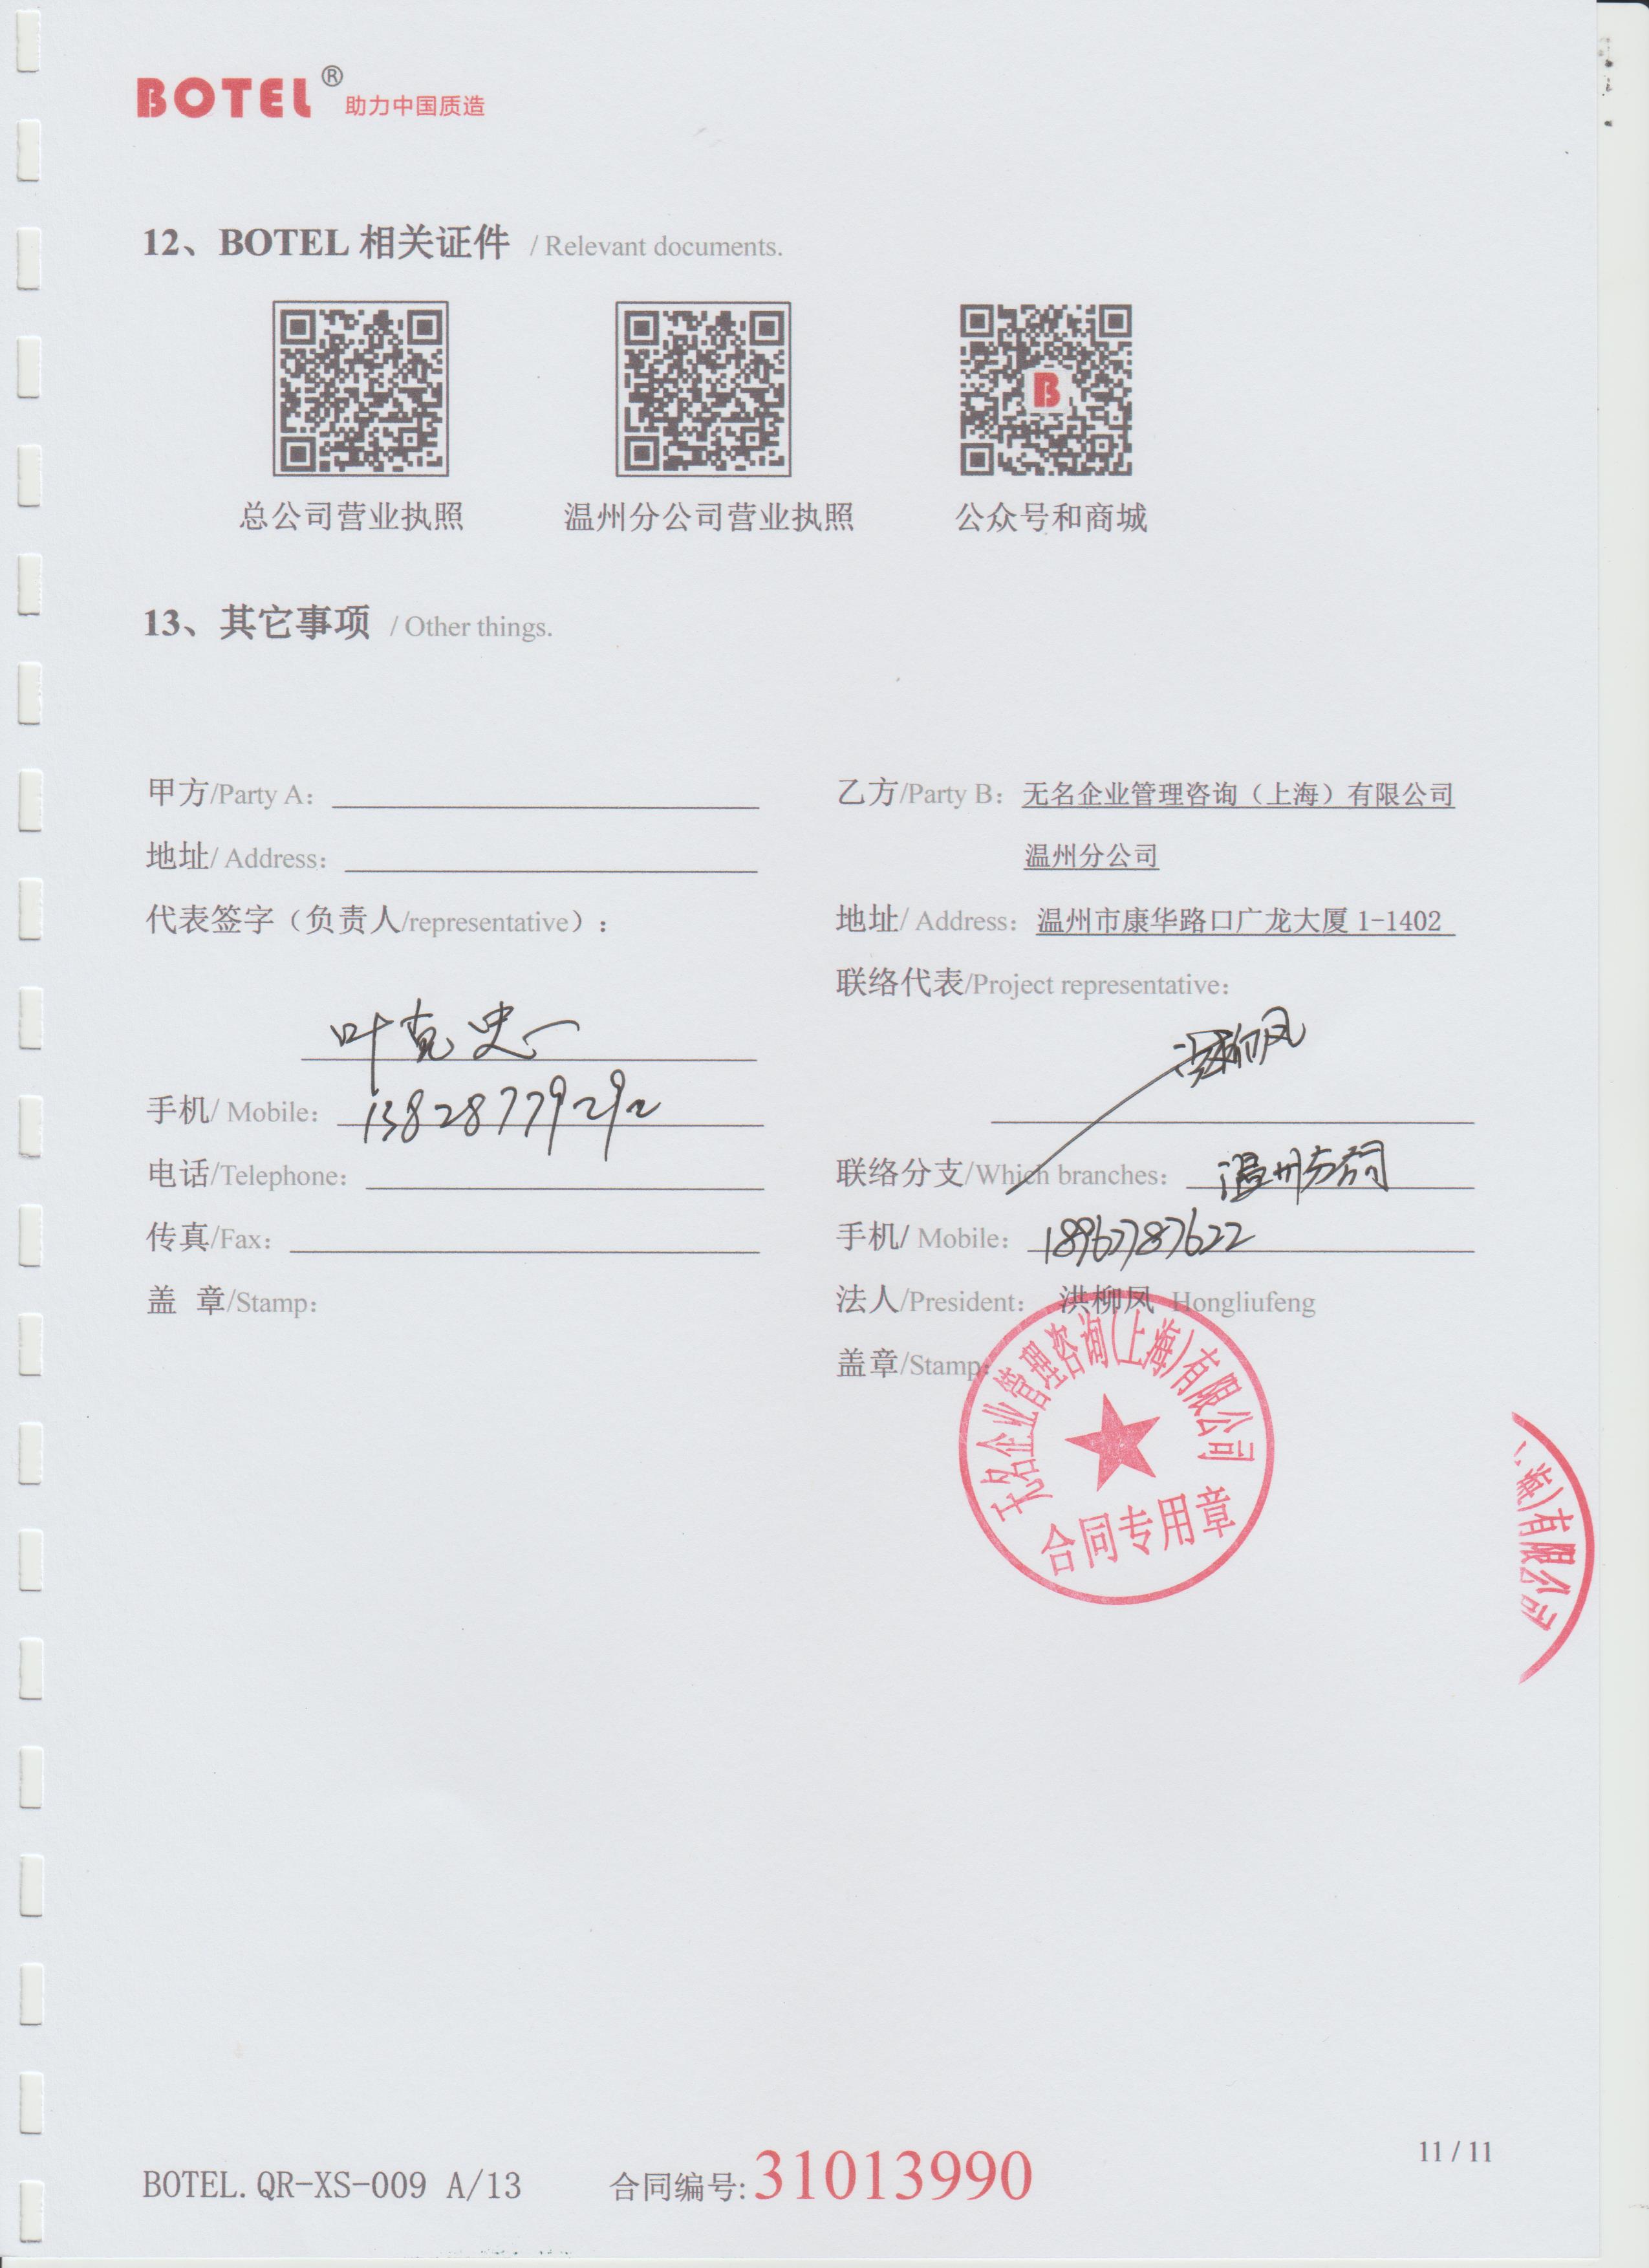 BOTEL® 助力中国质造
12、BOTEL 相关证件 / Relevant documents.
总公司营业执照 温州分公司营业执照 公众号和商城
B
13、其它事项 / Other things.
甲方/Party A： 乙方/Party B：无名企业管理咨询（上海）有限公司
温州分公司
地址/ Address：
代表签字（负责人/representative）： 地址/ Address：温州市康华路口广龙大厦 1-1402
联络代表/Project representative：
叶克忠
手机/ Mobile：13828779292
电话/Telephone： 联络分支/Which branches：温州分公司
传真/Fax： 手机/ Mobile：18967787622
盖 章/Stamp： 法人/President： 洪柳凤 Hongliufeng
盖章/Stamp：
无名企业管理咨询(上海)有限公司
合同专用章
海)有限公司
BOTEL.QR-XS-009 A/13 合同编号:31013990 11 / 11